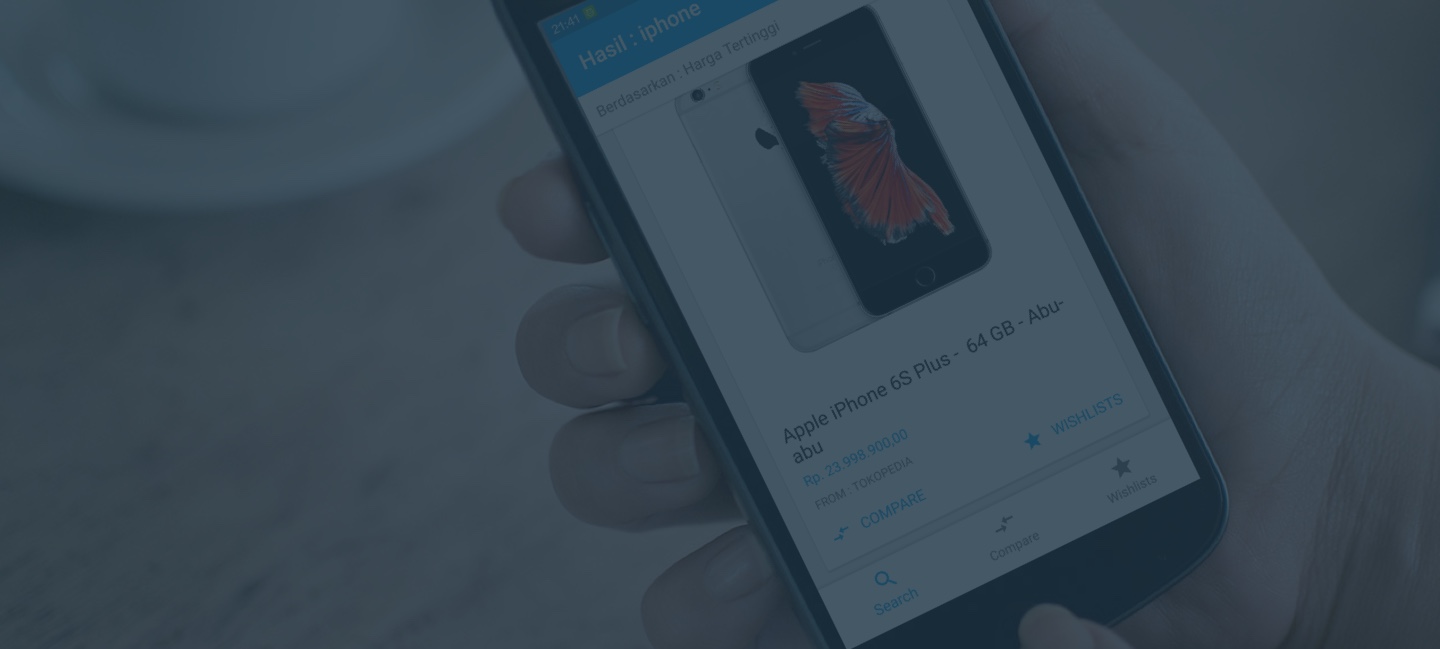 21:41
Hasil : iphone
Berdasarkan : Harga Tertinggi
Apple iPhone 6S Plus - 64 GB - Abu-
abu
Rp. 23.998.900,00
FROM : TOKOPEDIA
COMPARE
WISHLISTS
Search
Compare
Wishlists